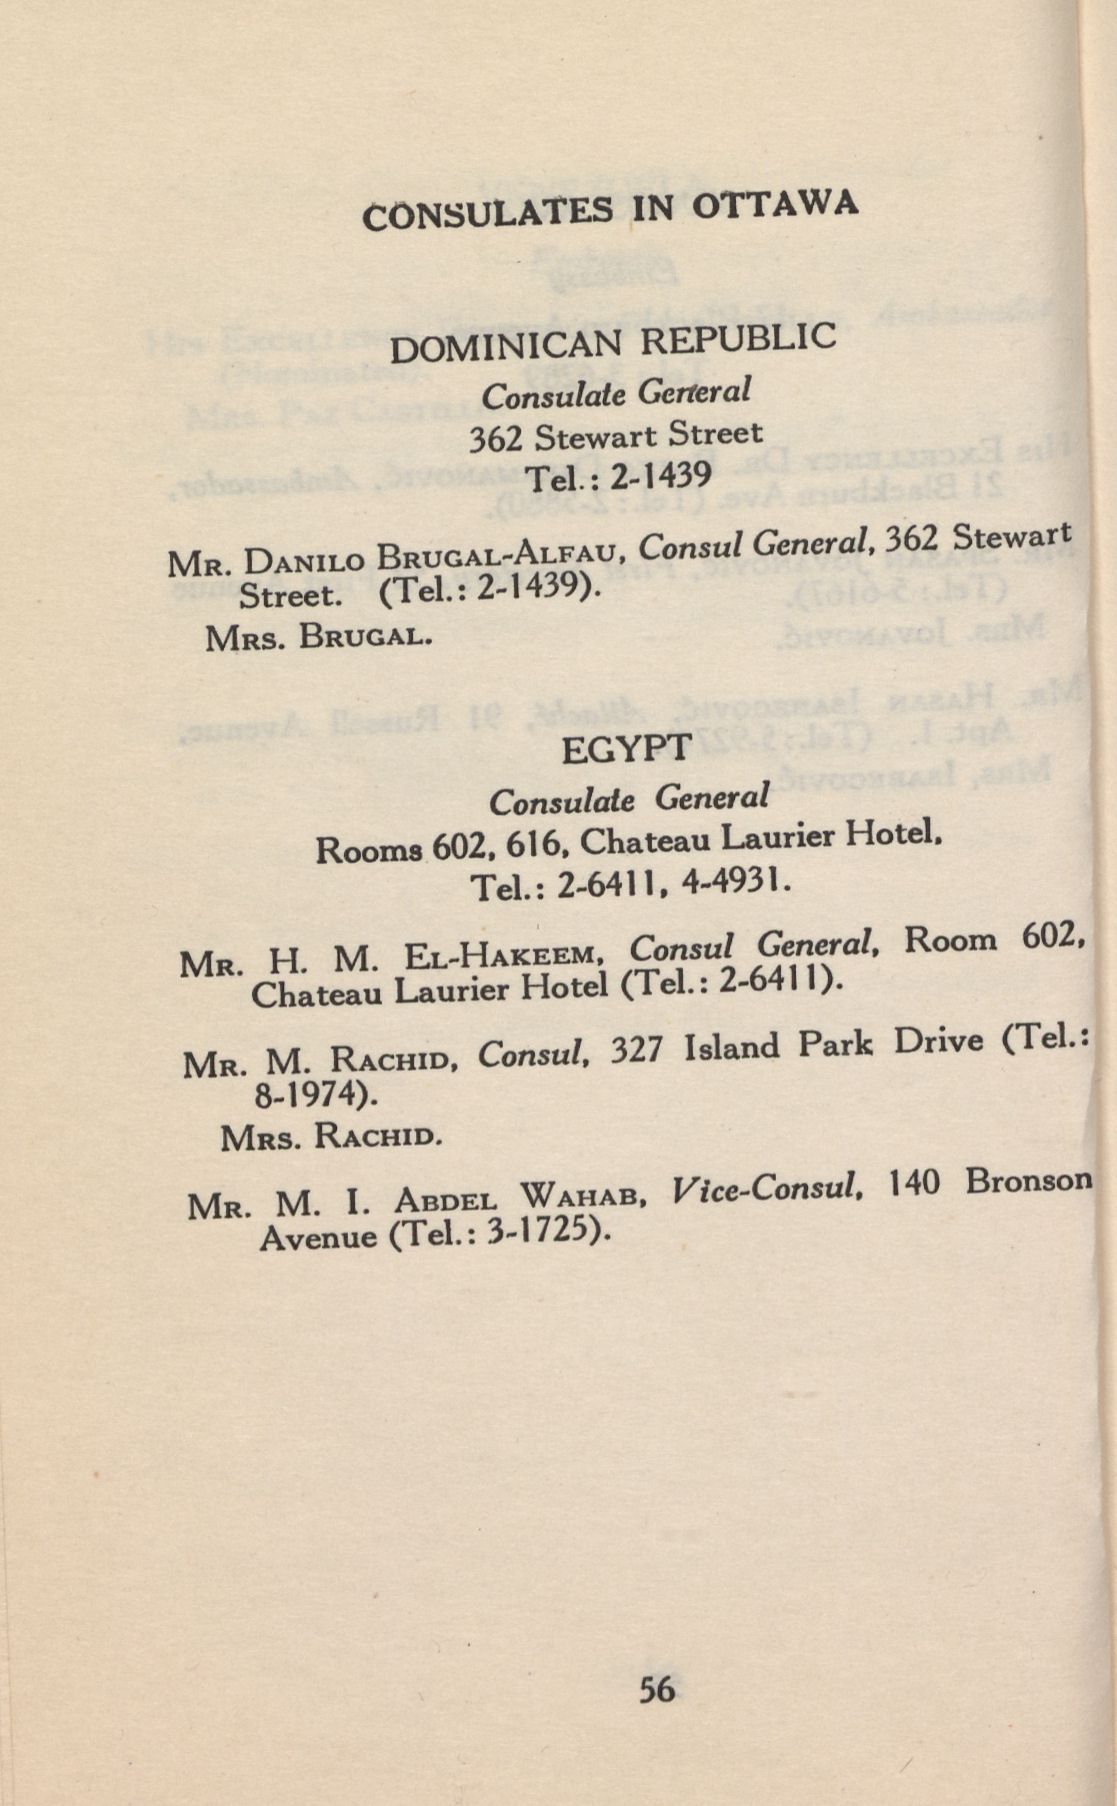 CONSULATES IN OTTAWA
DOMINICAN REPUBLIC
Consulate General
362 Stewart Street
Tel.: 2-1439
MR. DANILO BRUGAL-ALFAU, Consul General, 362 Stewart
Street. (Tel.: 2-1439).
MRS. BRUGAL.
EGYPT
Consulate General
Rooms 602, 616, Chateau Laurier Hotel,
Tel.: 2-6411, 4-4931.
MR. H. M. EL-HAKEEM, Consul General, Room 602,
Chateau Laurier Hotel (Tel.: 2-6411).
MR. M. RACHID, Consul, 327 Island Park Drive (Tel.:
8-1974).
MRS. RACHID.
MR. M. I. ABDEL WAHAB, Vice-Consul, 140 Bronson
Avenue (Tel.: 3-1725).
56